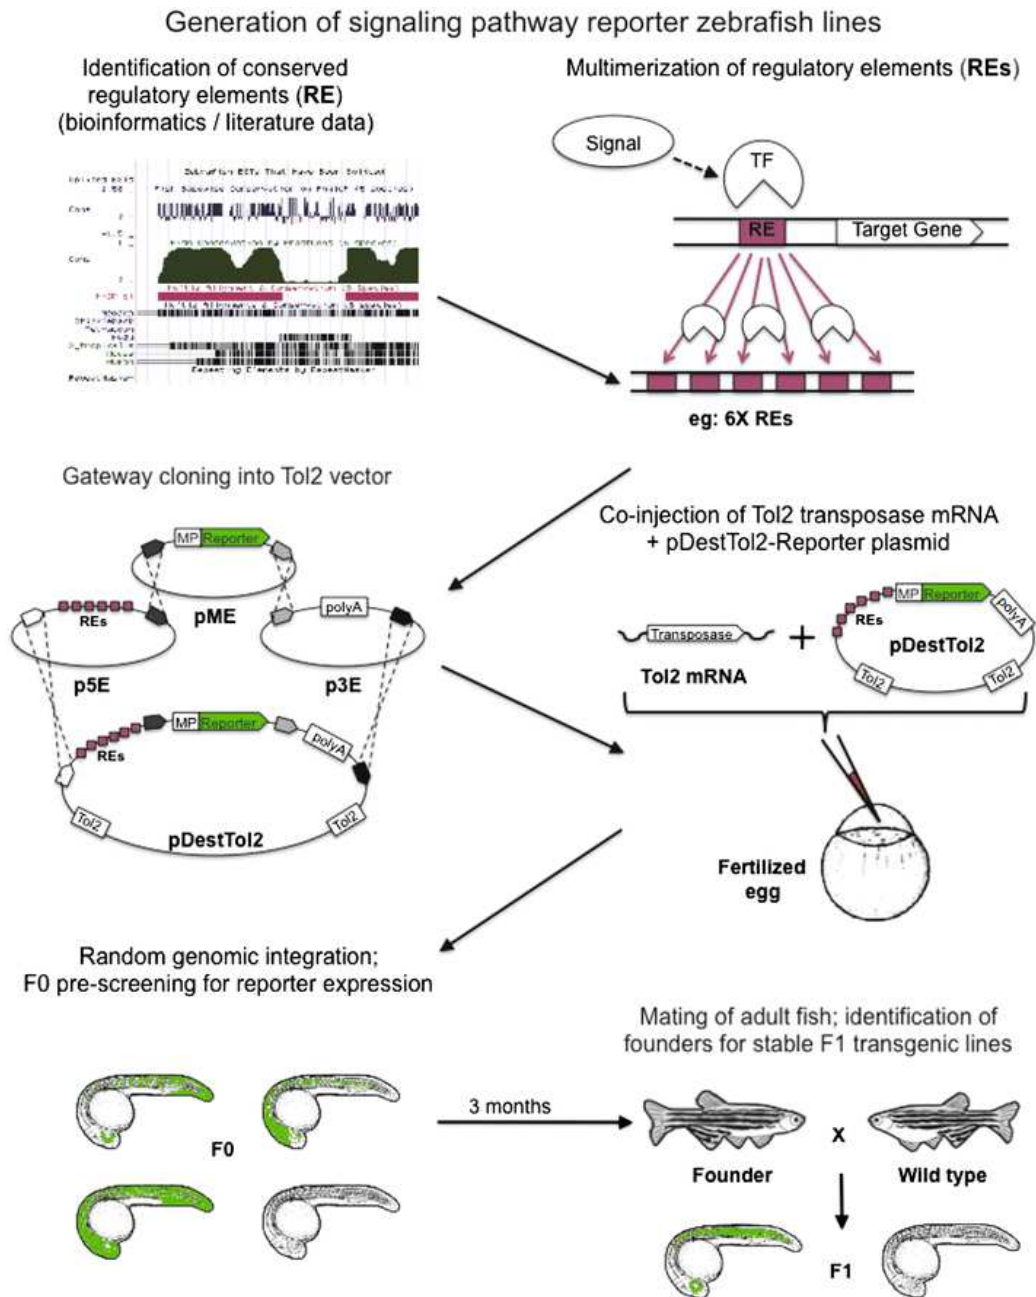 Generation of signaling pathway reporter zebrafish lines
Identification of conserved
regulatory elements (RE)
(bioinformatics / literature data)
Multimerization of regulatory elements (REs)
Signal
TF
RE
Target Gene
Cons
Cons
eg: 6X REs
Gateway cloning into Tol2 vector
MP Reporter
pME
REs
p5E
polyA
p3E
REs
MP Reporter
polyA
Tol2
Tol2
pDestTol2
Co-injection of Tol2 transposase mRNA
+ pDestTol2-Reporter plasmid
Transposase
Tol2 mRNA
+
REs
MP Reporter
polyA
pDestTol2
Tol2
Tol2
Fertilized
egg
Random genomic integration;
F0 pre-screening for reporter expression
F0
3 months
Mating of adult fish; identification of
founders for stable F1 transgenic lines
X
Founder
Wild type
F1